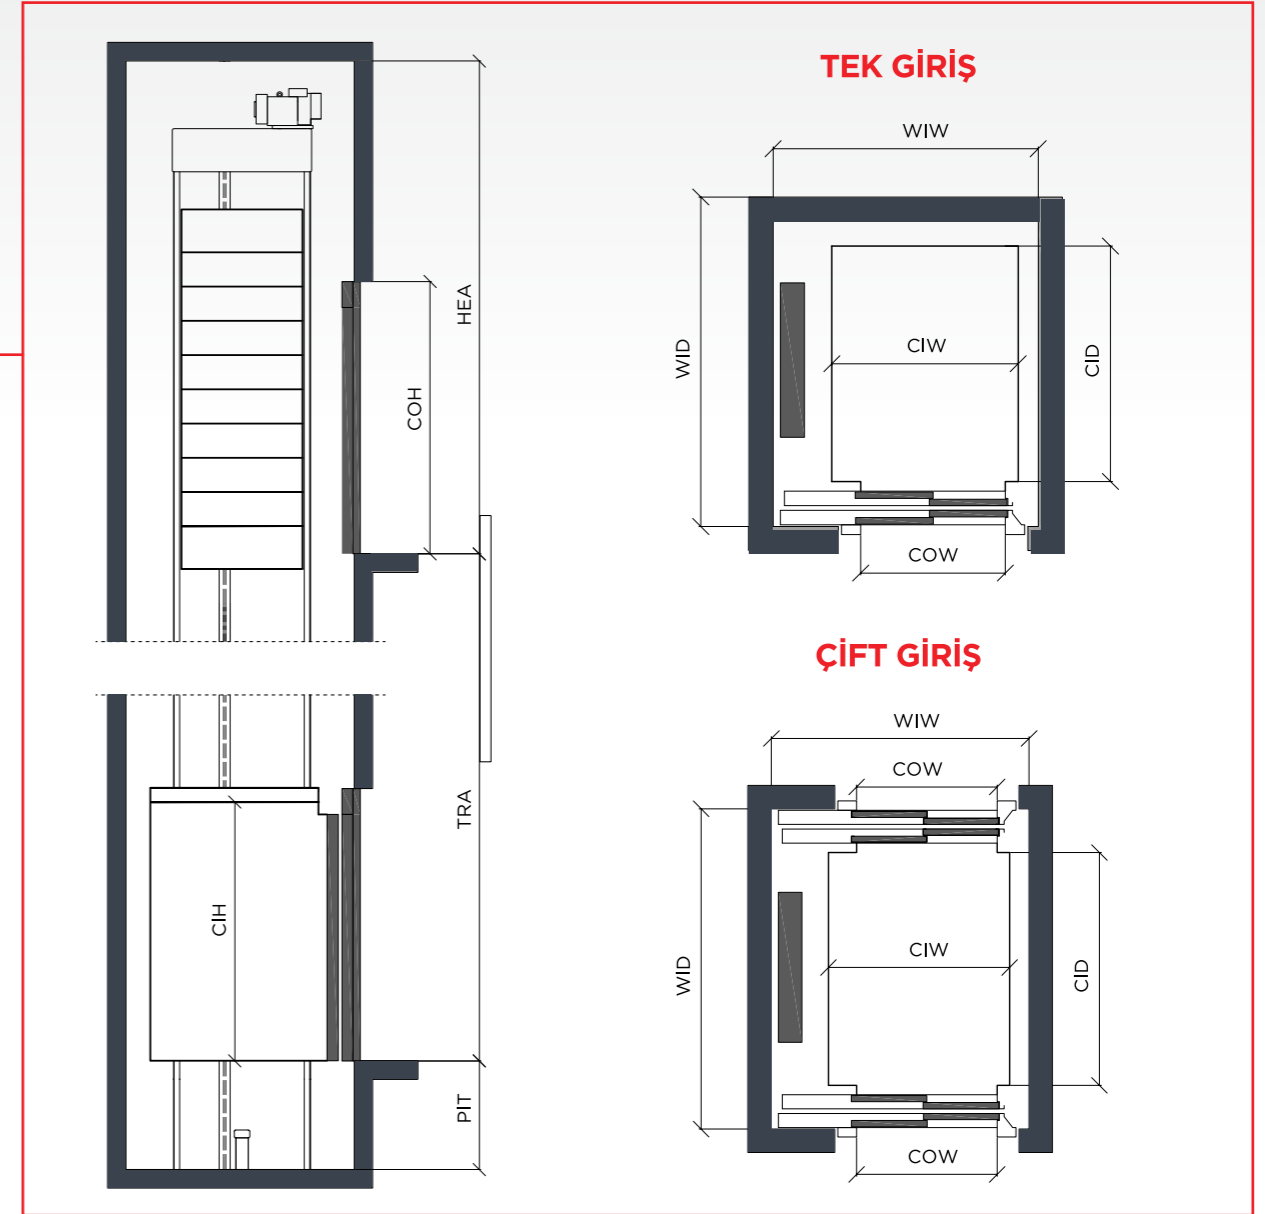 HEA
COH
TRA
CIH
PIT
TEK GİRİŞ
WIW
WID
CIW
CID
COW
ÇİFT GİRİŞ
WIW
COW
WID
CIW
CID
COW